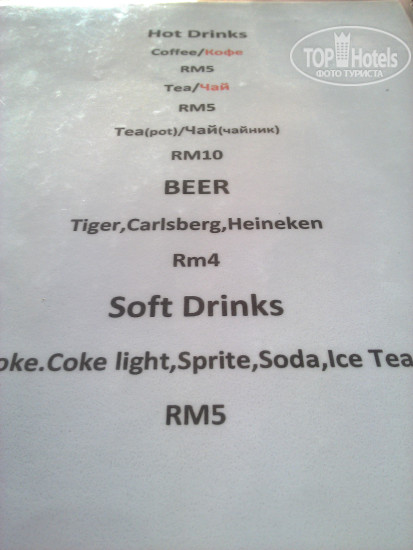 TOP Hotels
ФОТО ТУРИСТА
Hot Drinks
Coffee/Кофе
RM5
Tea/Чай
RM5
Tea(pot)/Чай(чайник)
RM10
BEER
Tiger,Carlsberg,Heineken
Rm4
Soft Drinks
oke.Coke light,Sprite,Soda,Ice Tea
RM5